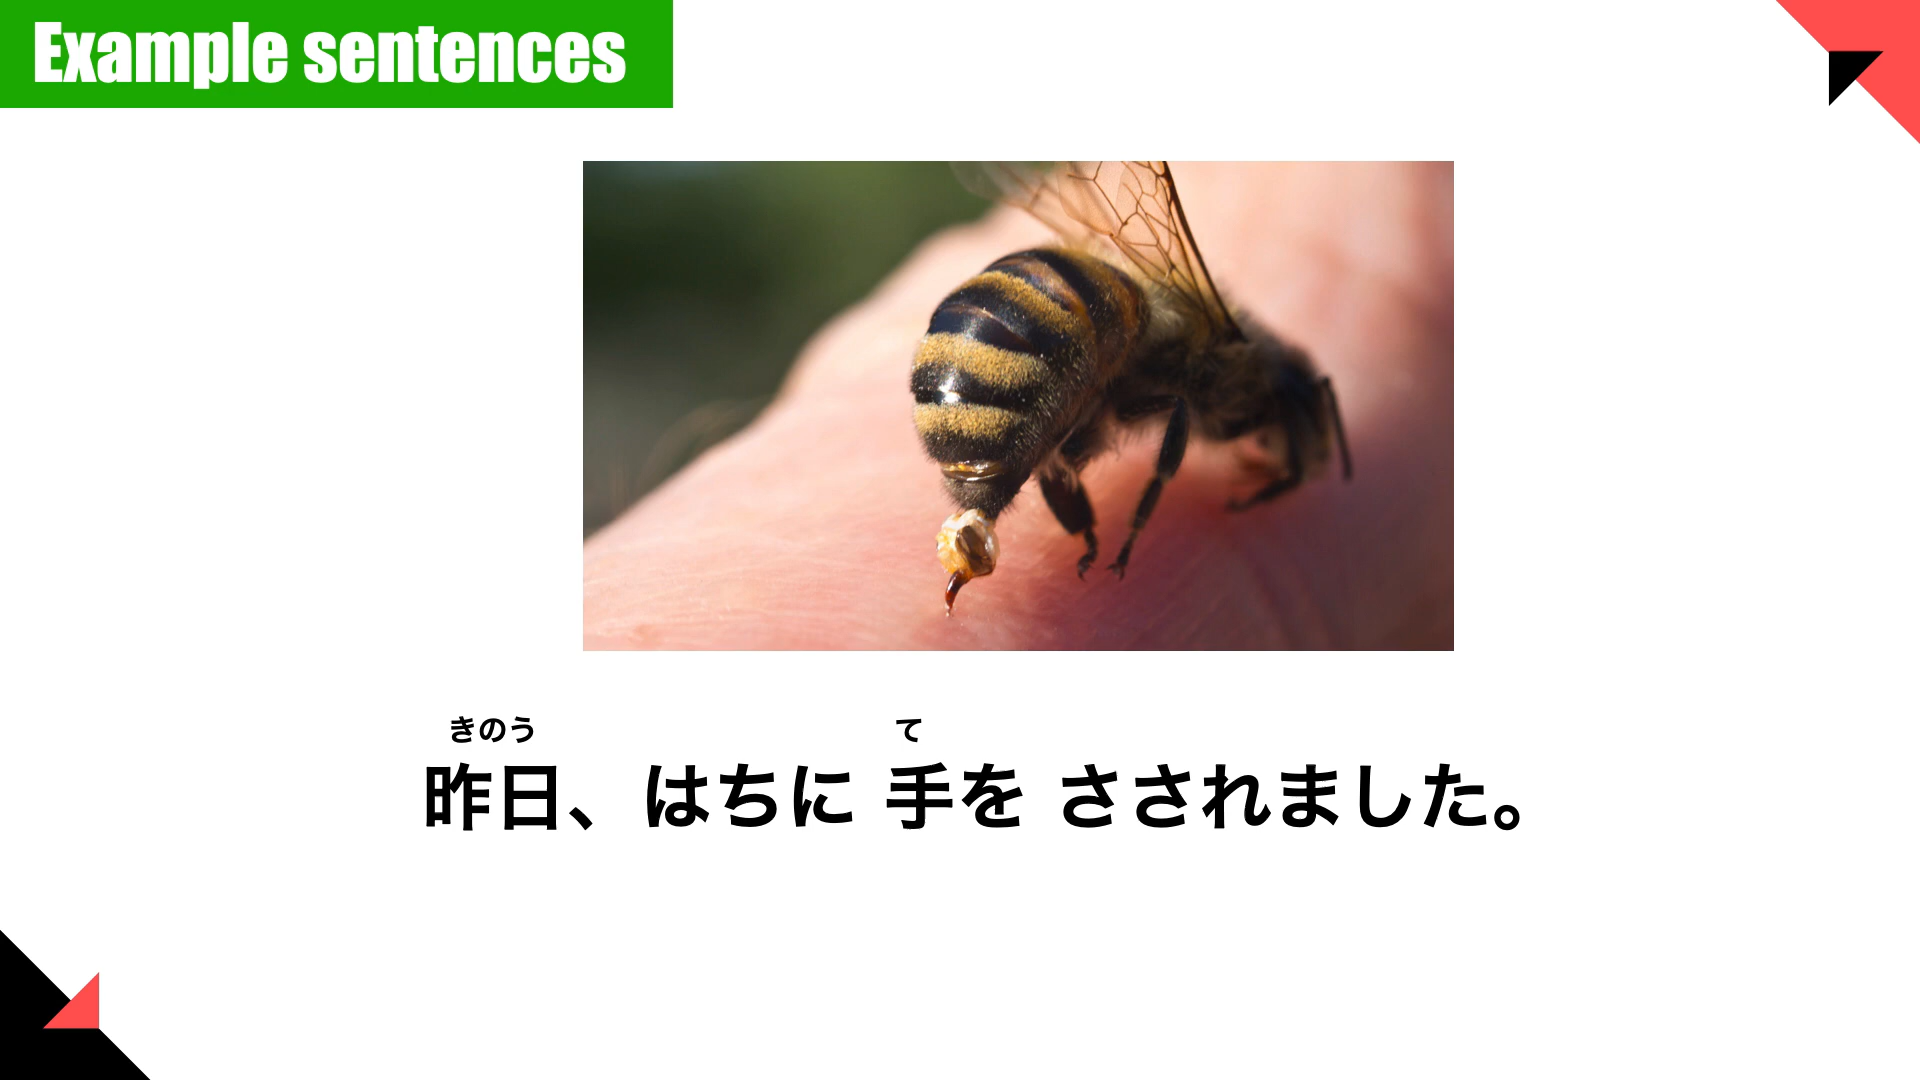 Example sentences
きのう て
昨日、はちに 手を さされました。